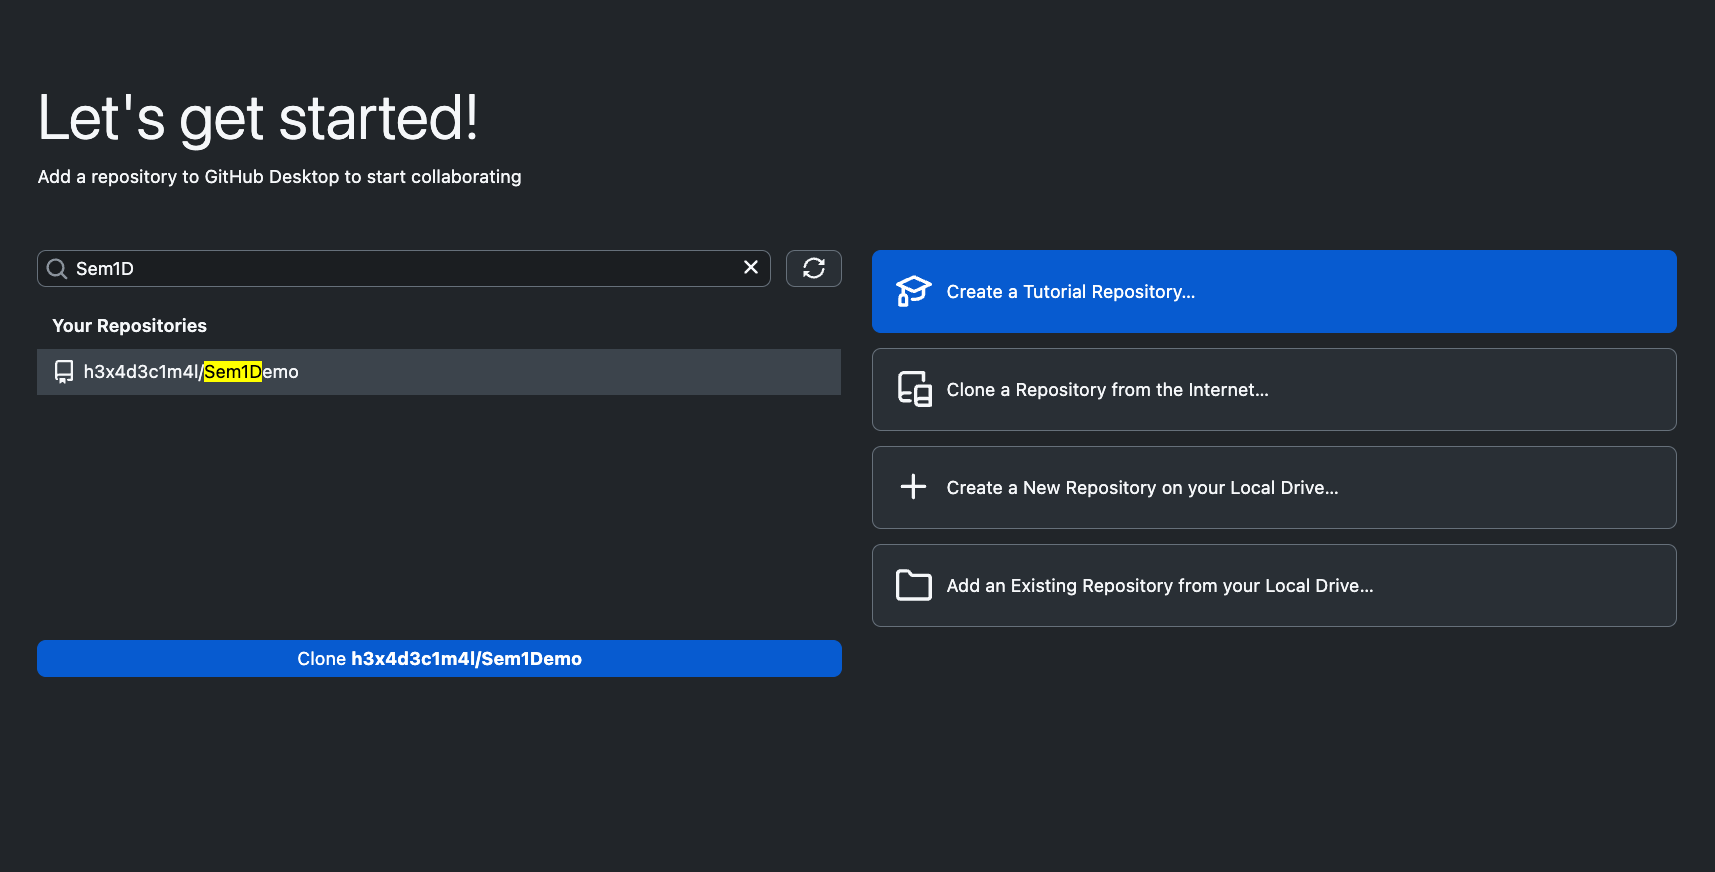 Let's get started!
Add a repository to GitHub Desktop to start collaborating
Sem1D
Your Repositories
h3x4d3c1m4l/Sem1Demo
Clone h3x4d3c1m4l/Sem1Demo
Create a Tutorial Repository...
Clone a Repository from the Internet...
Create a New Repository on your Local Drive...
Add an Existing Repository from your Local Drive...